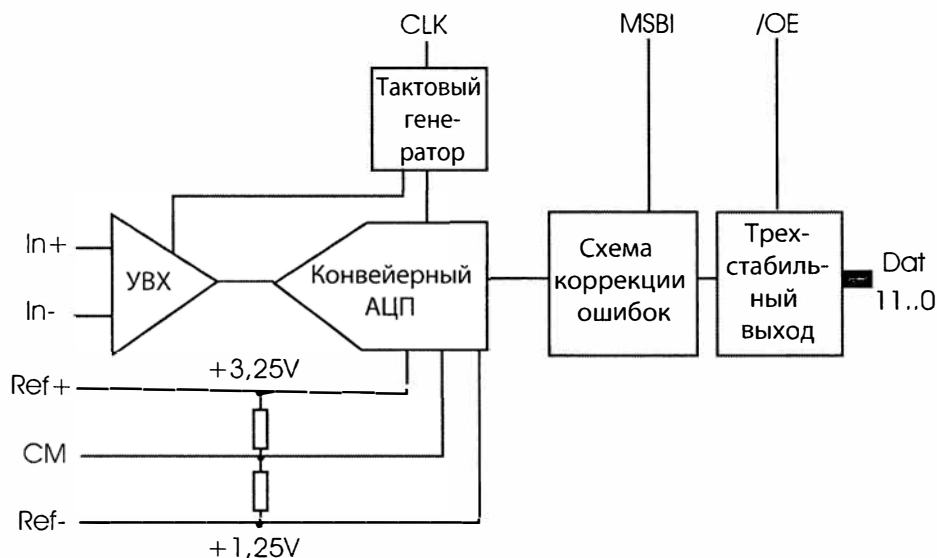 CLK
MSBI
/OE
Тактовый
гене-
ратор
In+
In-
УВХ
Конвейерный
АЦП
Схема
коррекции
ошибок
Трех-
стабиль-
ный
выход
Dat
11..0
+3,25V
Ref+
CM
Ref-
+1,25V